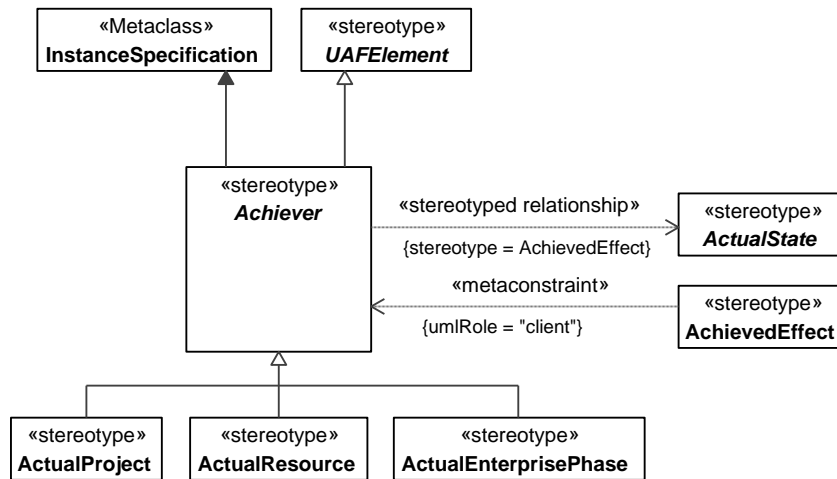 «Metaclass»
InstanceSpecification
«stereotype»
UAFElement
«stereotype»
Achiever
«stereotyped relationship»
{stereotype = AchievedEffect}
«stereotype»
ActualState
«metaconstraint»
{umlRole = "client"}
«stereotype»
AchievedEffect
«stereotype»
ActualProject
«stereotype»
ActualResource
«stereotype»
ActualEnterprisePhase